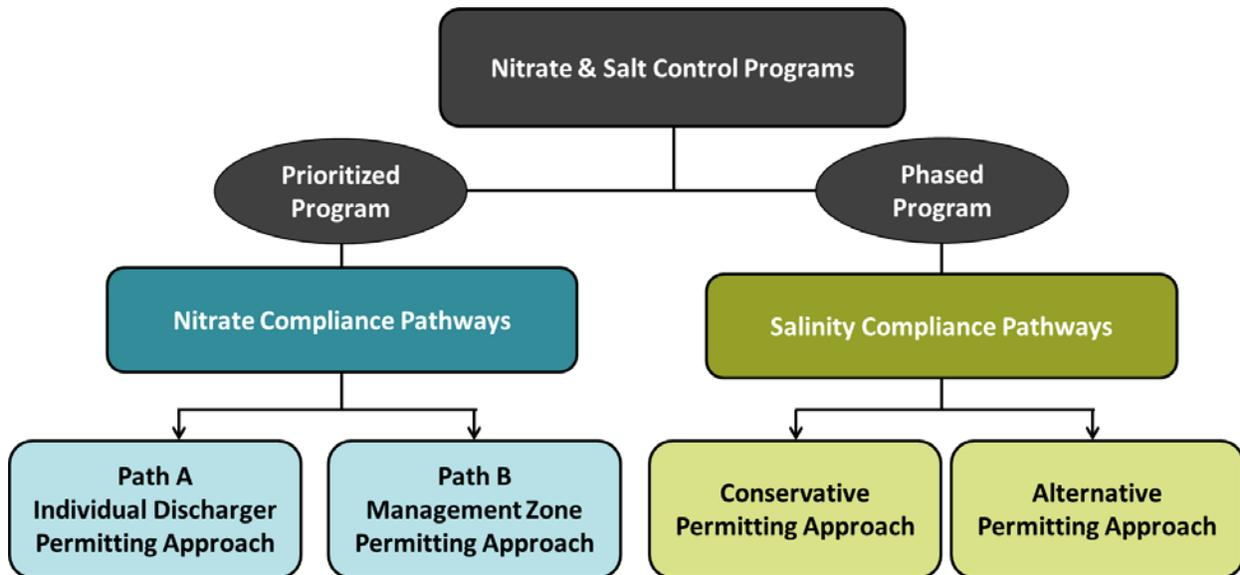 Nitrate & Salt Control Programs
Prioritized
Program
Phased
Program
Nitrate Compliance Pathways
Salinity Compliance Pathways
Path A
Individual Discharger
Permitting Approach
Path B
Management Zone
Permitting Approach
Conservative
Permitting Approach
Alternative
Permitting Approach